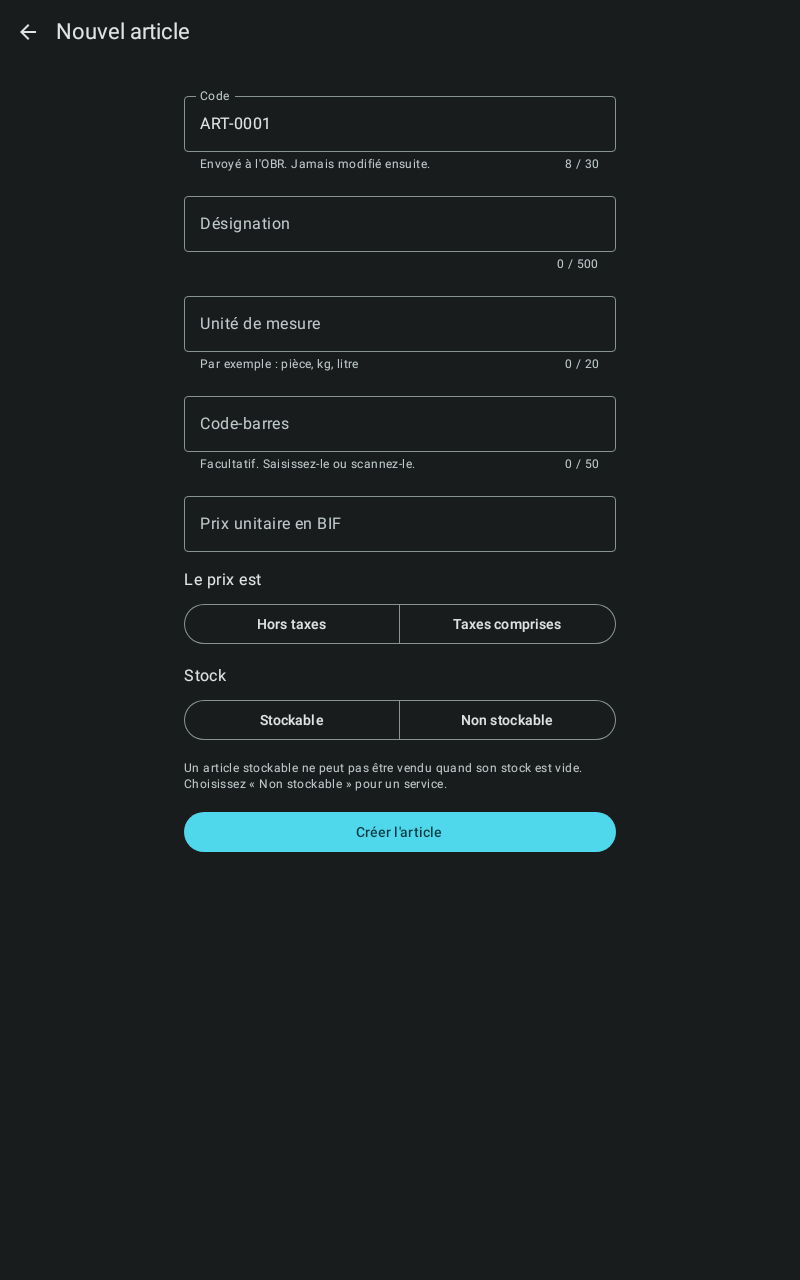 Nouvel article
Code
ART-0001
Envoyé à l'OBR. Jamais modifié ensuite. 8 / 30
Désignation
0 / 500
Unité de mesure
Par exemple : pièce, kg, litre 0 / 20
Code-barres
Facultatif. Saisissez-le ou scannez-le. 0 / 50
Prix unitaire en BIF
Le prix est
Hors taxes Taxes comprises
Stock
Stockable Non stockable
Un article stockable ne peut pas être vendu quand son stock est vide.
Choisissez « Non stockable » pour un service.
Créer l'article